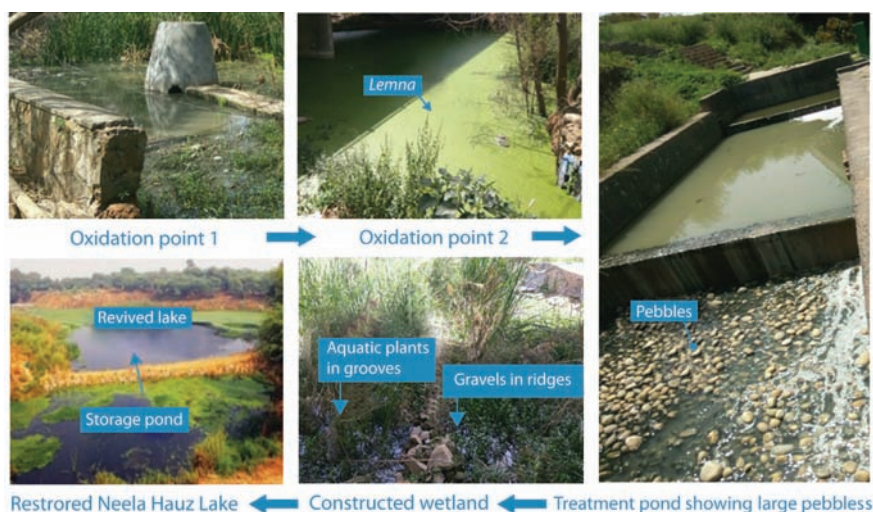 Lemna
Oxidation point 1
Oxidation point 2
Pebbles
Revived lake
Storage pond
Aquatic plants
in grooves
Gravels in ridges
Restrored Neela Hauz Lake
Constructed wetland
Treatment pond showing large pebbless